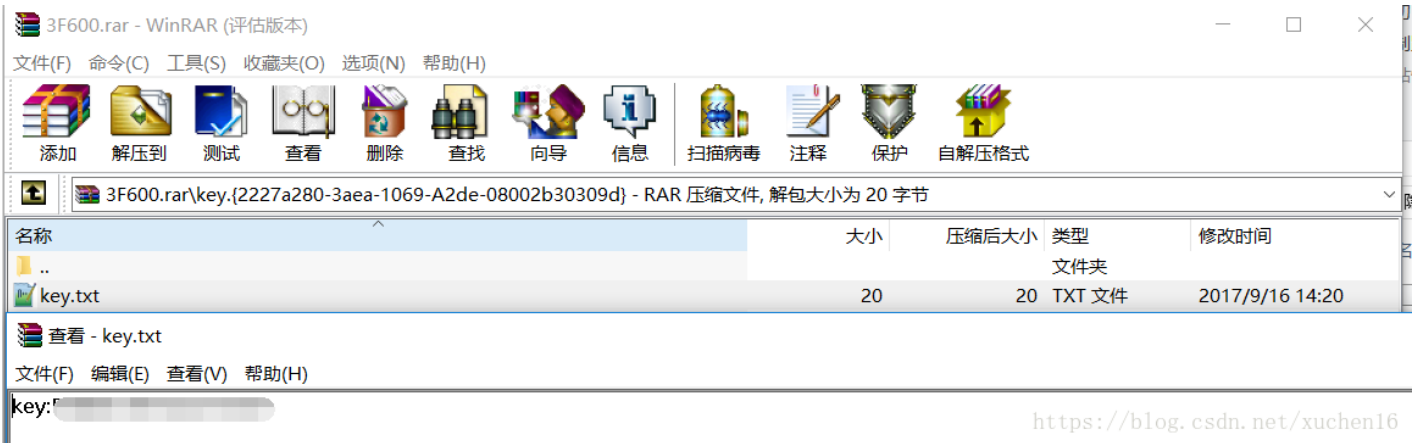 3F600.rar - WinRAR (评估版本)
文件(F) 命令(C) 工具(S) 收藏夹(O) 选项(N) 帮助(H)
添加 解压到 测试 查看 删除 查找 向导 信息 扫描病毒 注释 保护 自解压格式
3F600.rar\key.{2227a280-3aea-1069-A2de-08002b30309d} - RAR 压缩文件, 解包大小为 20 字节
名称 大小 压缩后大小 类型 修改时间
.. 文件夹
key.txt 20 20 TXT 文件 2017/9/16 14:20
查看 - key.txt
文件(F) 编辑(E) 查看(V) 帮助(H)
key:
https://blog.csdn.net/xuchen16